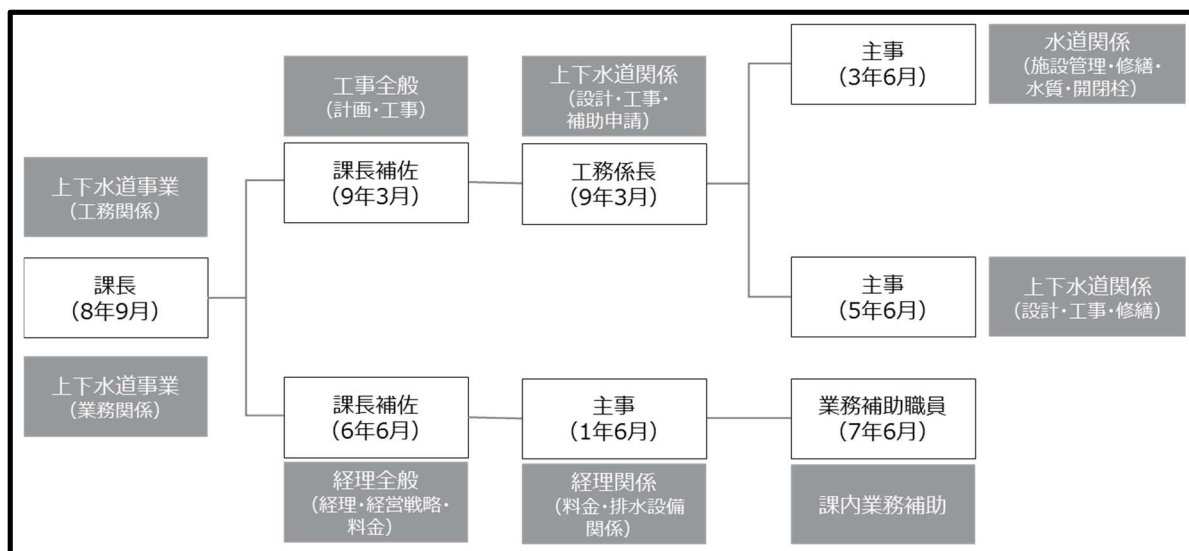 上下水道事業
(工務関係)
課長
(8年9月)
上下水道事業
(業務関係)
工事全般
(計画・工事)
課長補佐
(9年3月)
上下水道関係
(設計・工事・
補助申請)
工務係長
(9年3月)
主事
(3年6月)
水道関係
(施設管理・修繕・
水質・開閉栓)
主事
(5年6月)
上下水道関係
(設計・工事・修繕)
課長補佐
(6年6月)
経理全般
(経理・経営戦略・
料金)
主事
(1年6月)
経理関係
(料金・排水設備
関係)
業務補助職員
(7年6月)
課内業務補助